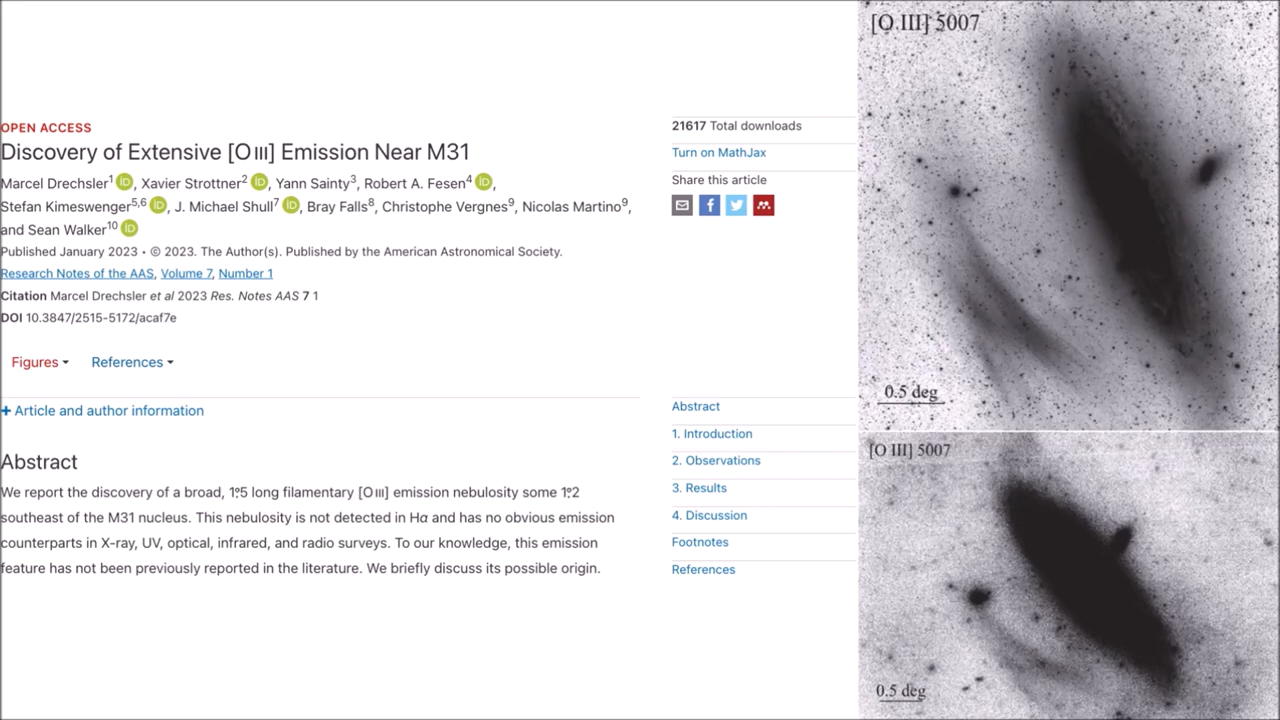 OPEN ACCESS
Discovery of Extensive [O III] Emission Near M31
Marcel Drechsler1 iD, Xavier Strottner2 iD, Yann Sainty3, Robert A. Fesen4 iD,
Stefan Kimeswenger5,6 iD, J. Michael Shull7 iD, Bray Falls8, Christophe Vergnes9, Nicolas Martino9,
and Sean Walker10 iD
Published January 2023 • © 2023. The Author(s). Published by the American Astronomical Society.
Research Notes of the AAS, Volume 7, Number 1
Citation Marcel Drechsler et al 2023 Res. Notes AAS 7 1
DOI 10.3847/2515-5172/acaf7e
Figures
References
+ Article and author information
Abstract
We report the discovery of a broad, 1°.5 long filamentary [O III] emission nebulosity some 1°.2
southeast of the M31 nucleus. This nebulosity is not detected in Hα and has no obvious emission
counterparts in X-ray, UV, optical, infrared, and radio surveys. To our knowledge, this emission
feature has not been previously reported in the literature. We briefly discuss its possible origin.
21617 Total downloads
Turn on MathJax
Share this article
Abstract
1. Introduction
2. Observations
3. Results
4. Discussion
Footnotes
References
[O III] 5007
0.5 deg
[O III] 5007
0.5 deg